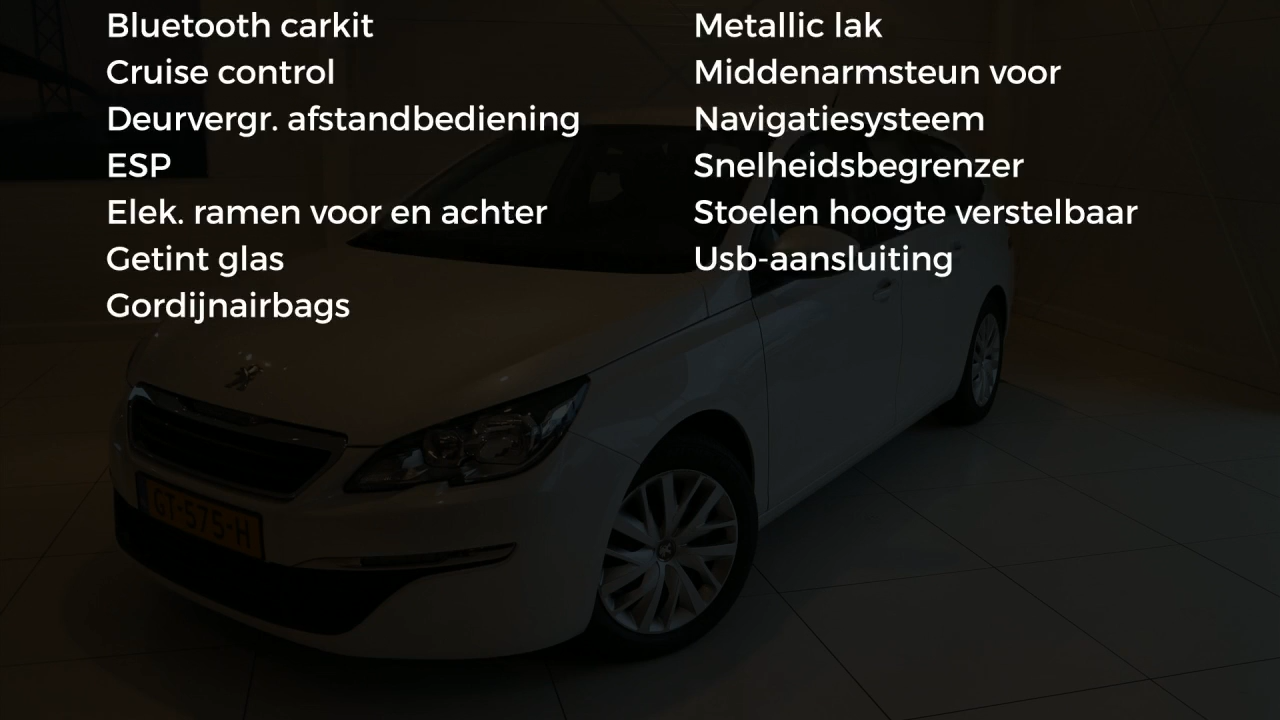 Bluetooth carkit
Cruise control
Deurvergr. afstandbediening
ESP
Elek. ramen voor en achter
Getint glas
Gordijnairbags
Metallic lak
Middenarmsteun voor
Navigatiesysteem
Snelheidsbegrenzer
Stoelen hoogte verstelbaar
Usb-aansluiting
GT-575-H